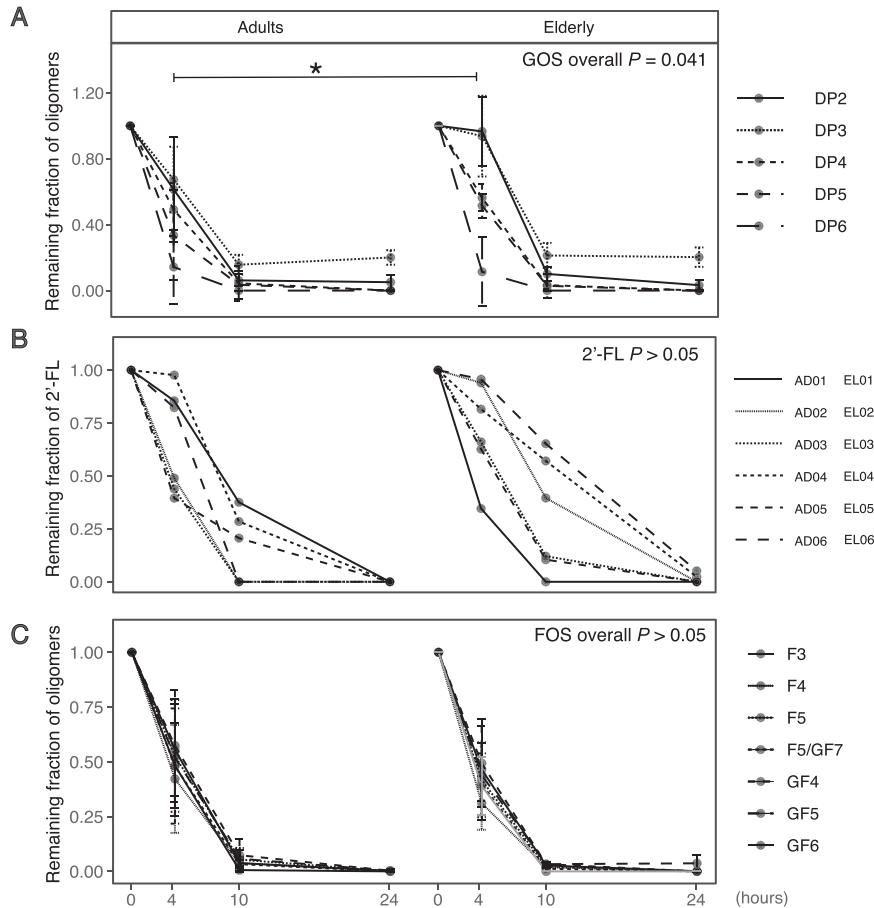 A
Adults Elderly
GOS overall P = 0.041
*
Remaining fraction of oligomers
1.20
0.80
0.40
0.00
DP2
DP3
DP4
DP5
DP6
B
2'-FL P > 0.05
Remaining fraction of 2'-FL
1.00
0.75
0.50
0.25
0.00
AD01 EL01
AD02 EL02
AD03 EL03
AD04 EL04
AD05 EL05
AD06 EL06
C
FOS overall P > 0.05
Remaining fraction of oligomers
1.00
0.75
0.50
0.25
0.00
F3
F4
F5
F5/GF7
GF4
GF5
GF6
0 4 10 24 0 4 10 24 (hours)